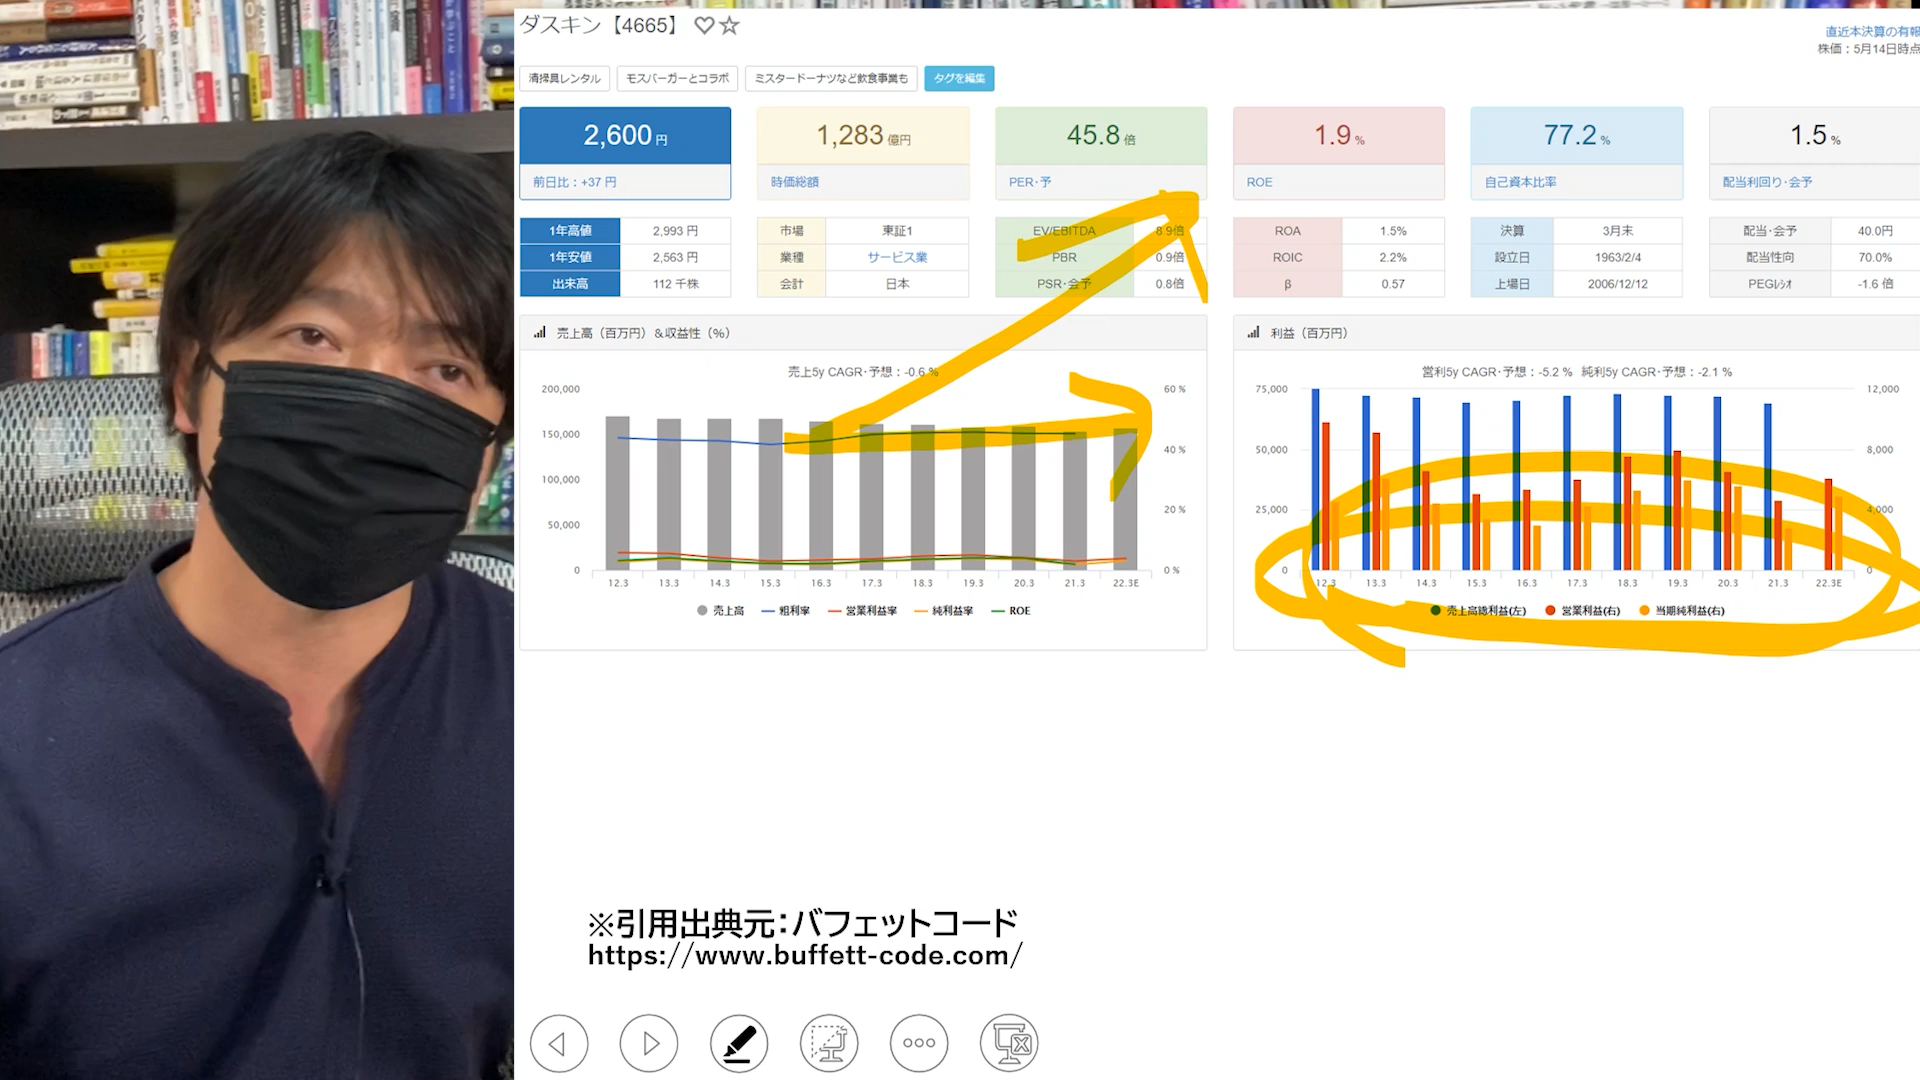 ダスキン【4665】
直近本決算の有報
株価：5月14日時点
清掃具レンタル
モスバーガーとコラボ
ミスタードーナツなど飲食事業も
タグを編集
2,600 円
前日比：+37 円
1,283 億円
時価総額
45.8 倍
PER･予
1.9 %
ROE
77.2 %
自己資本比率
1.5 %
配当利回り･会予
1年高値 2,993 円
1年安値 2,563 円
出来高 112 千株
市場 東証1
業種 サービス業
会計 日本
EV/EBITDA 8.9倍
PBR 0.9倍
PSR･会予 0.8倍
ROA 1.5%
ROIC 2.2%
β 0.57
決算 3月末
設立日 1963/2/4
上場日 2006/12/12
配当･会予 40.0円
配当性向 70.0%
PEGﾚｼｵ -1.6 倍
売上高（百万円）＆収益性（%）
売上5y CAGR･予想：-0.6 %
200,000
150,000
100,000
50,000
0
60 %
40 %
20 %
0 %
12.3 13.3 14.3 15.3 16.3 17.3 18.3 19.3 20.3 21.3 22.3E
売上高 粗利率 営業利益率 純利益率 ROE
利益（百万円）
営利5y CAGR･予想：-5.2 % 純利5y CAGR･予想：-2.1 %
75,000
50,000
25,000
0
12,000
8,000
4,000
0
12.3 13.3 14.3 15.3 16.3 17.3 18.3 19.3 20.3 21.3 22.3E
売上高総利益(左) 営業利益(右) 当期純利益(右)
※引用出典元：バフェットコード
https://www.buffett-code.com/